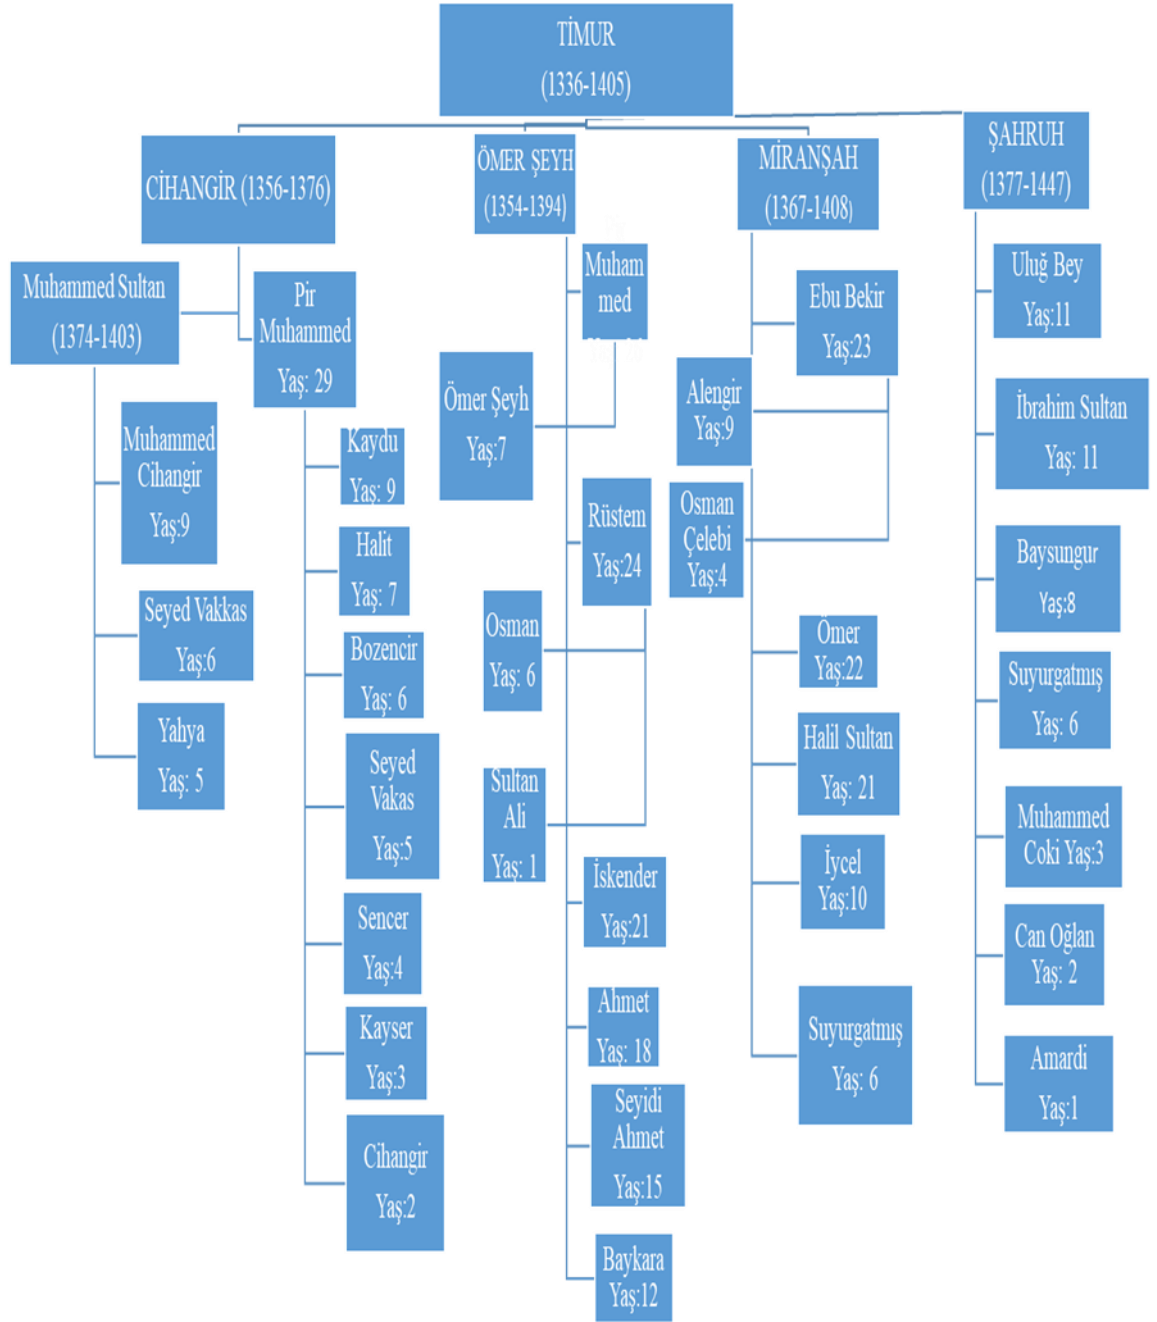 TİMUR
(1336-1405)
CİHANGİR (1356-1376)
ÖMER ŞEYH
(1354-1394)
MİRANŞAH
(1367-1408)
ŞAHRUH
(1377-1447)
Muhammed Sultan
(1374-1403)
Muhammed
Cihangir
Yaş:9
Seyed Vakkas
Yaş:6
Yahya
Yaş: 5
Pir
Muhammed
Yaş: 29
Kaydu
Yaş: 9
Halit
Yaş: 7
Bozencir
Yaş: 6
Seyed
Vakas
Yaş:5
Sencer
Yaş:4
Kayser
Yaş:3
Cihangir
Yaş:2
Muham
med
Ömer Şeyh
Yaş:7
Rüstem
Yaş:24
Osman
Yaş: 6
Sultan
Ali
Yaş: 1
İskender
Yaş:21
Ahmet
Yaş: 18
Seyidi
Ahmet
Yaş:15
Baykara
Yaş:12
Ebu Bekir
Yaş:23
Alengir
Yaş:9
Osman
Çelebi
Yaş:4
Ömer
Yaş:22
Halil Sultan
Yaş: 21
İycel
Yaş:10
Suyurgatmış
Yaş: 6
Uluğ Bey
Yaş:11
İbrahim Sultan
Yaş: 11
Baysungur
Yaş:8
Suyurgatmış
Yaş: 6
Muhammed
Coki Yaş:3
Can Oğlan
Yaş: 2
Amardi
Yaş:1